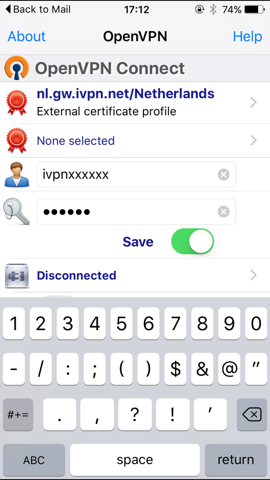 Back to Mail 17:12 74%
About OpenVPN Help
OpenVPN Connect
nl.gw.ivpn.net/Netherlands
External certificate profile
None selected
ivpnxxxxxx
••••••
Save
Disconnected
1 2 3 4 5 6 7 8 9 0
- / : ; ( ) $ & @ "
#+= . , ? ! '
ABC space return